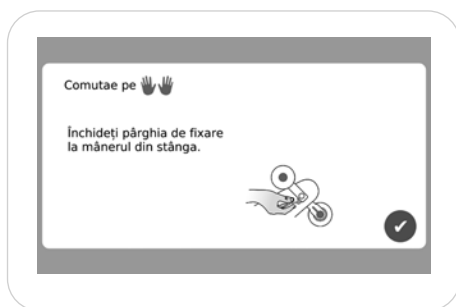 Comutae pe
Închideți pârghia de fixare
la mânerul din stânga.